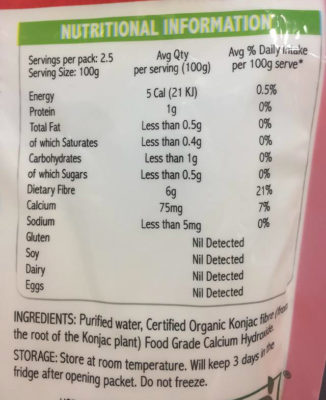 NUTRITIONAL INFORMATION
Servings per pack: 2.5 Avg Qty Avg % Daily Intake
Serving Size: 100g per serving (100g) per 100g serve*
Energy 5 Cal (21 KJ) 0.5%
Protein 1g 0%
Total Fat Less than 0.5g 0%
of which Saturates Less than 0.4g 0%
Carbohydrates Less than 1g 0%
of which Sugars Less than 0.5g 0%
Dietary Fibre 6g 21%
Calcium 75mg 7%
Sodium Less than 5mg 0%
Gluten Nil Detected
Soy Nil Detected
Dairy Nil Detected
Eggs Nil Detected
INGREDIENTS: Purified water, Certified Organic Konjac fibre (from
the root of the Konjac plant) Food Grade Calcium Hydroxide.
STORAGE: Store at room temperature. Will keep 3 days in the
fridge after opening packet. Do not freeze.